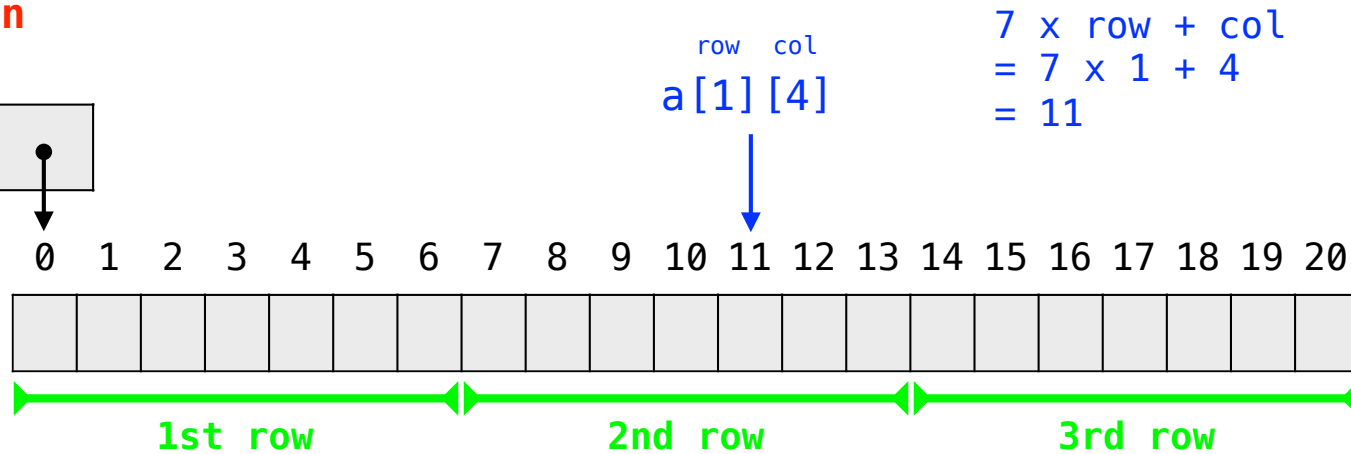 n
row col
a[1][4]
7 x row + col
= 7 x 1 + 4
= 11
0 1 2 3 4 5 6 7 8 9 10 11 12 13 14 15 16 17 18 19 20
1st row 2nd row 3rd row